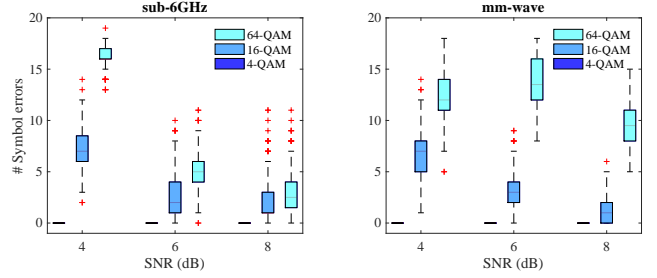 sub-6GHz
mm-wave
20
15
10
5
0
# Symbol errors
64-QAM
16-QAM
4-QAM
4
6
8
SNR (dB)
20
15
10
5
0
64-QAM
16-QAM
4-QAM
4
6
8
SNR (dB)